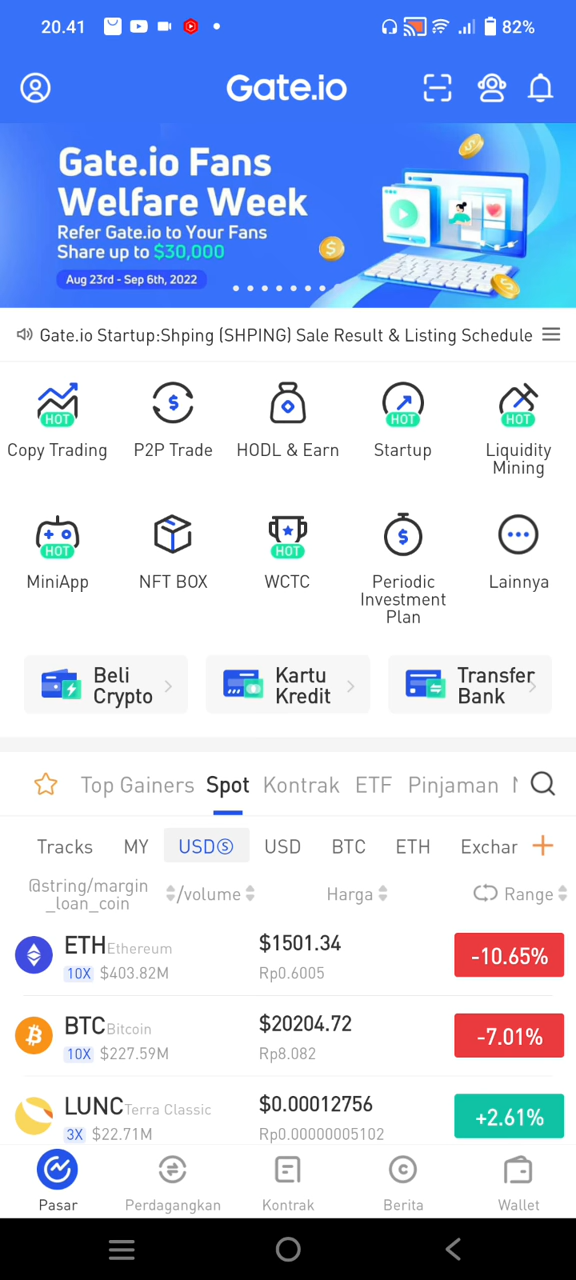 20.41
82%
Gate.io
Gate.io Fans
Welfare Week
Refer Gate.io to Your Fans
Share up to $30,000
Aug 23rd - Sep 6th, 2022
Gate.io Startup:Shping (SHPING) Sale Result & Listing Schedule
HOT HOT HOT
Copy Trading P2P Trade HODL & Earn Startup Liquidity
Mining
HOT HOT
MiniApp NFT BOX WCTC Periodic Lainnya
Investment
Plan
Beli Kartu Transfer
Crypto Kredit Bank
Top Gainers Spot Kontrak ETF Pinjaman
Tracks MY USDⓈ USD BTC ETH Exchar
@string/margin
_loan_coin /volume Harga Range
ETH Ethereum $1501.34 -10.65%
10X $403.82M Rp0.6005
BTC Bitcoin $20204.72 -7.01%
10X $227.59M Rp8.082
LUNC Terra Classic $0.00012756 +2.61%
3X $22.71M Rp0.00000005102
Pasar Perdagangkan Kontrak Berita Wallet